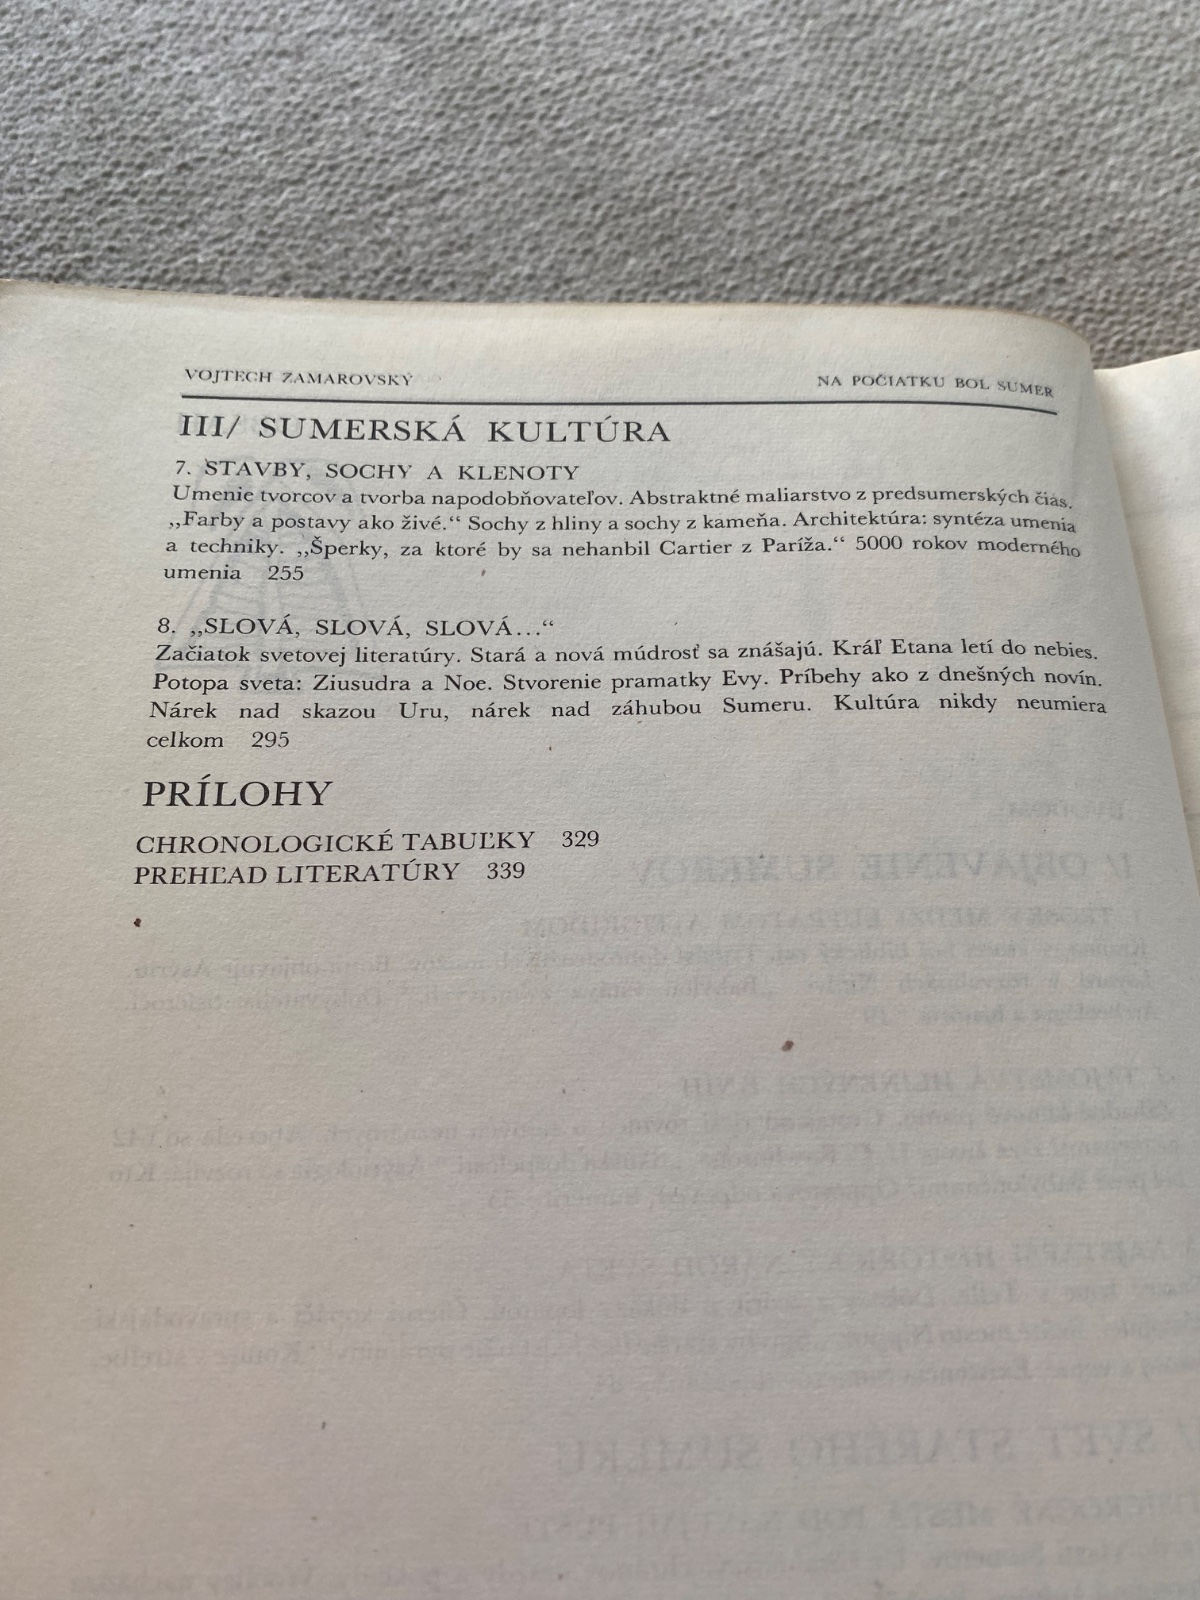 VOJTECH ZAMAROVSKÝ
NA POČIATKU BOL SUMER
III/ SUMERSKÁ KULTÚRA
7. STAVBY, SOCHY A KLENOTY
Umenie tvorcov a tvorba napodobňovateľov. Abstraktné maliarstvo z predsumerských čias.
„Farby a postavy ako živé.“ Sochy z hliny a sochy z kameňa. Architektúra: syntéza umenia
a techniky. „Šperky, za ktoré by sa nehanbil Cartier z Paríža.“ 5000 rokov moderného
umenia 255
8. „SLOVÁ, SLOVÁ, SLOVÁ...“
Začiatok svetovej literatúry. Stará a nová múdrosť sa znášajú. Kráľ Etana letí do nebies.
Potopa sveta: Ziusudra a Noe. Stvorenie pramatky Evy. Príbehy ako z dnešných novín.
Nárek nad skazou Uru, nárek nad záhubou Sumeru. Kultúra nikdy neumiera
celkom 295
PRÍLOHY
CHRONOLOGICKÉ TABUĽKY 329
PREHĽAD LITERATÚRY 339